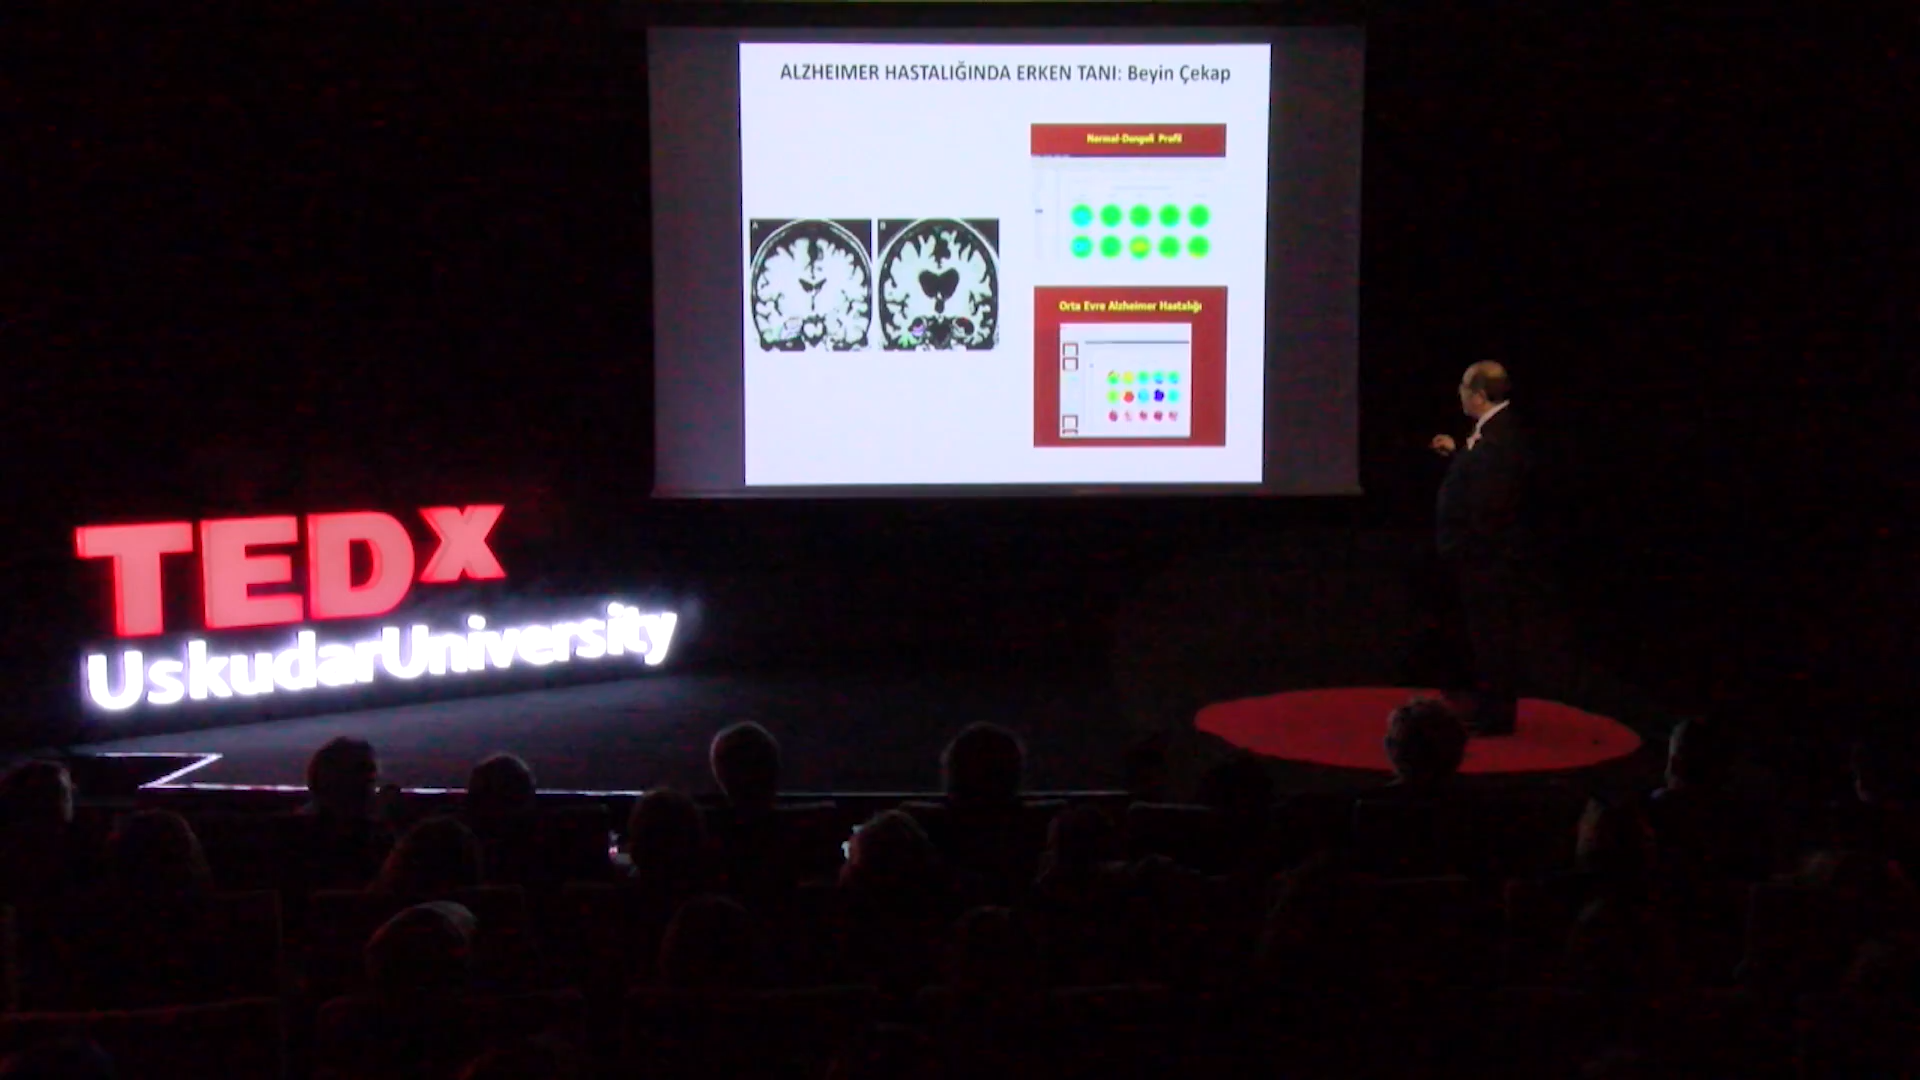 ALZHEIMER HASTALIĞINDA ERKEN TANI: Beyin Çekap
Normal-Dengeli Profil
A
B
Orta Evre Alzheimer Hastalığı
TEDx
UskudarUniversity